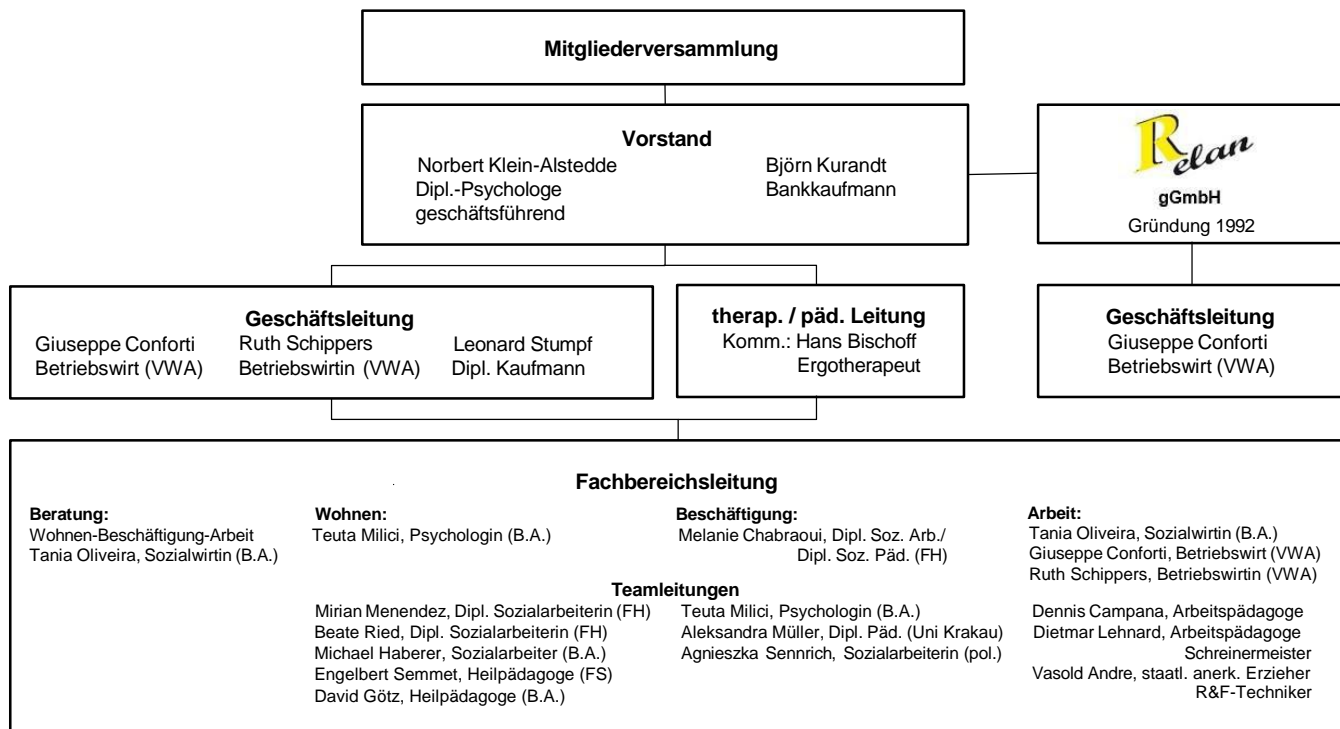 Mitgliederversammlung
Vorstand
Norbert Klein-Alstedde
Dipl.-Psychologe
geschäftsführend
Björn Kurandt
Bankkaufmann
Relan
gGmbH
Gründung 1992
Geschäftsleitung
Giuseppe Conforti
Betriebswirt (VWA)
Ruth Schippers
Betriebswirtin (VWA)
Leonard Stumpf
Dipl. Kaufmann
therap. / päd. Leitung
Komm.: Hans Bischoff
Ergotherapeut
Geschäftsleitung
Giuseppe Conforti
Betriebswirt (VWA)
Fachbereichsleitung
Beratung:
Wohnen-Beschäftigung-Arbeit
Tania Oliveira, Sozialwirtin (B.A.)
Wohnen:
Teuta Milici, Psychologin (B.A.)
Beschäftigung:
Melanie Chabraoui, Dipl. Soz. Arb./
Dipl. Soz. Päd. (FH)
Arbeit:
Tania Oliveira, Sozialwirtin (B.A.)
Giuseppe Conforti, Betriebswirt (VWA)
Ruth Schippers, Betriebswirtin (VWA)
Teamleitungen
Mirian Menendez, Dipl. Sozialarbeiterin (FH)
Beate Ried, Dipl. Sozialarbeiterin (FH)
Michael Haberer, Sozialarbeiter (B.A.)
Engelbert Semmet, Heilpädagoge (FS)
David Götz, Heilpädagoge (B.A.)
Teuta Milici, Psychologin (B.A.)
Aleksandra Müller, Dipl. Päd. (Uni Krakau)
Agnieszka Sennrich, Sozialarbeiterin (pol.)
Dennis Campana, Arbeitspädagoge
Dietmar Lehnard, Arbeitspädagoge
Schreinermeister
Vasold Andre, staatl. anerk. Erzieher
R&F-Techniker